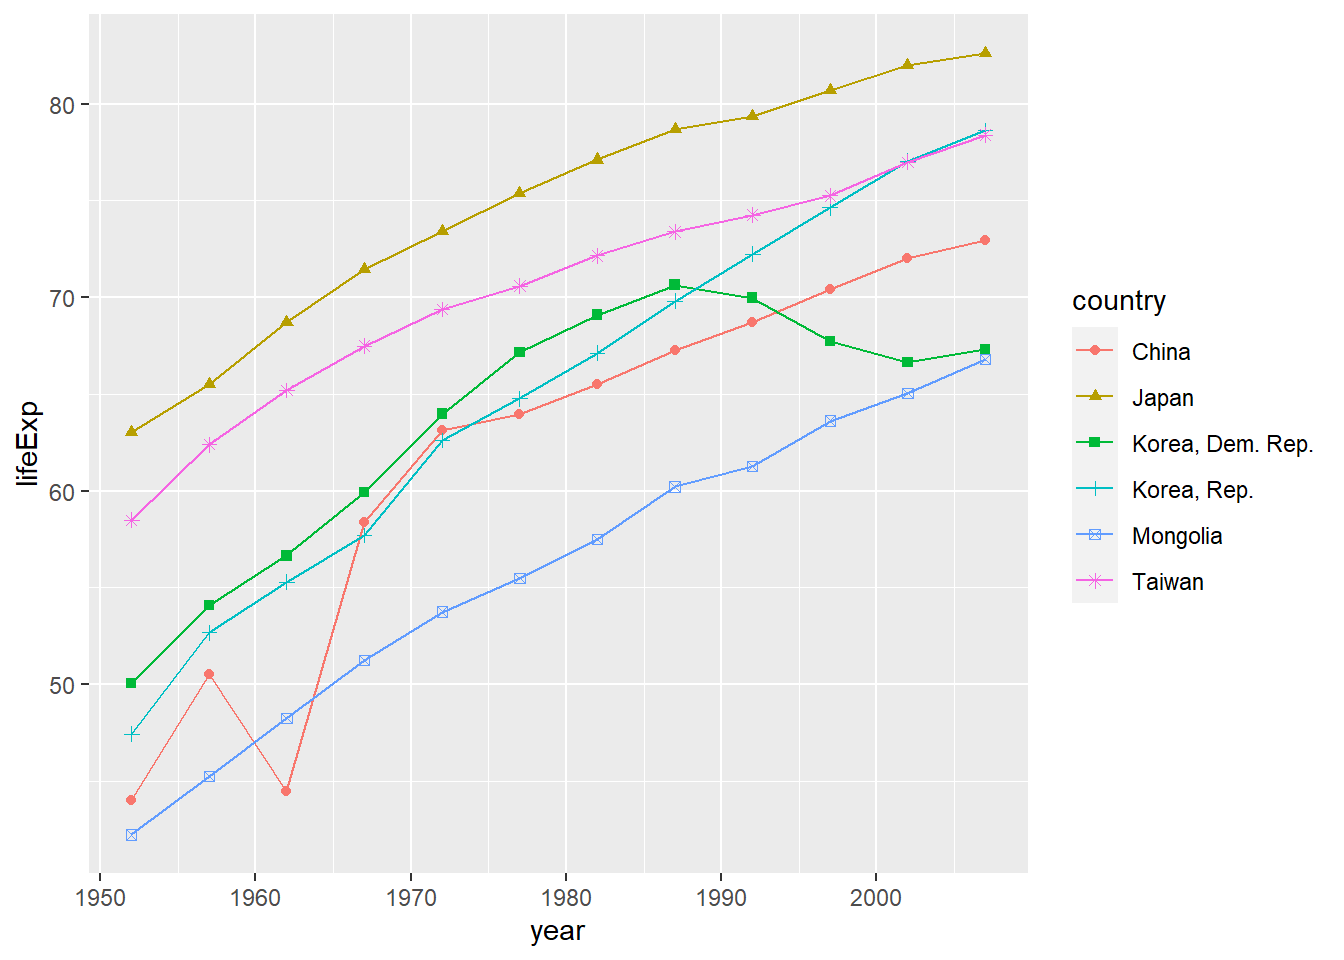 80
70
60
50
lifeExp
1950 1960 1970 1980 1990 2000
year
country
China
Japan
Korea, Dem. Rep.
Korea, Rep.
Mongolia
Taiwan